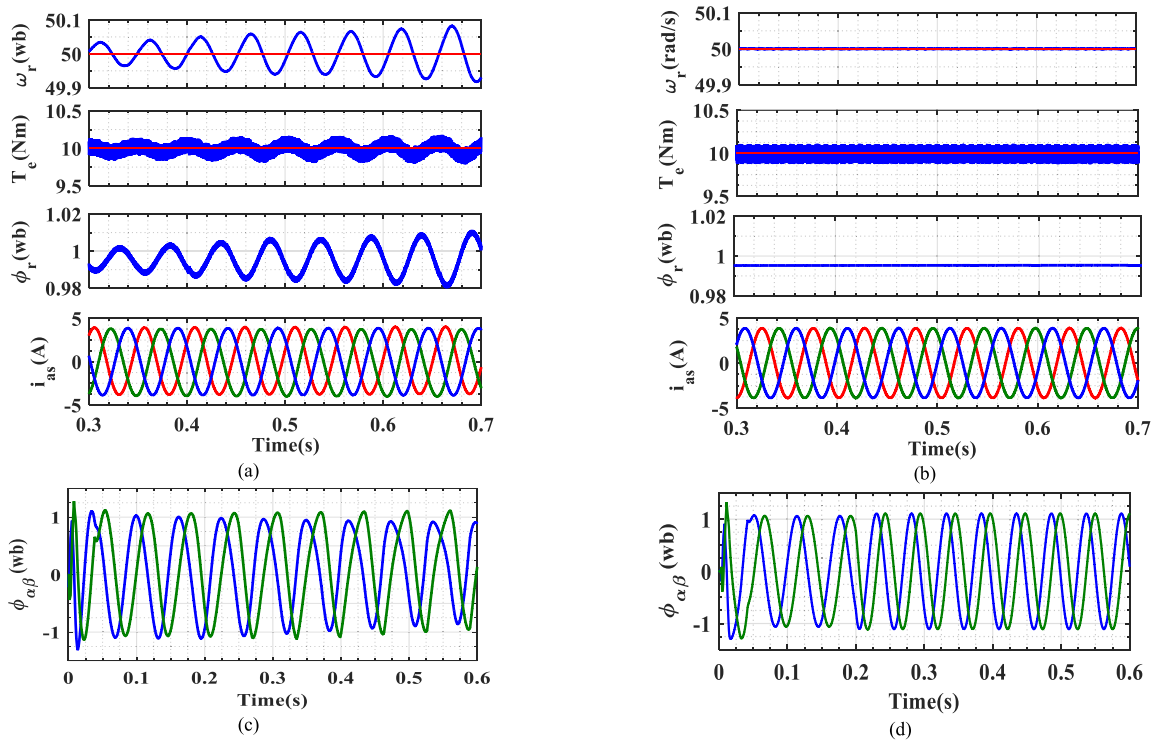 50.1
50
49.9
ω_r(wb)
10.5
10
9.5
T_e(Nm)
1.02
1
0.98
ϕ_r(wb)
5
0
-5
i_as(A)
0.3 0.4 0.5 0.6 0.7
Time(s)
(a)
50.1
50
49.9
ω_r(rad/s)
10.5
10
9.5
T_e(Nm)
1.02
1
0.98
ϕ_r(wb)
5
0
-5
i_as(A)
0.3 0.4 0.5 0.6 0.7
Time(s)
(b)
1
0
-1
ϕ_αβ(wb)
0 0.1 0.2 0.3 0.4 0.5 0.6
Time(s)
(c)
1
0
-1
ϕ_αβ(wb)
0 0.1 0.2 0.3 0.4 0.5 0.6
Time(s)
(d)